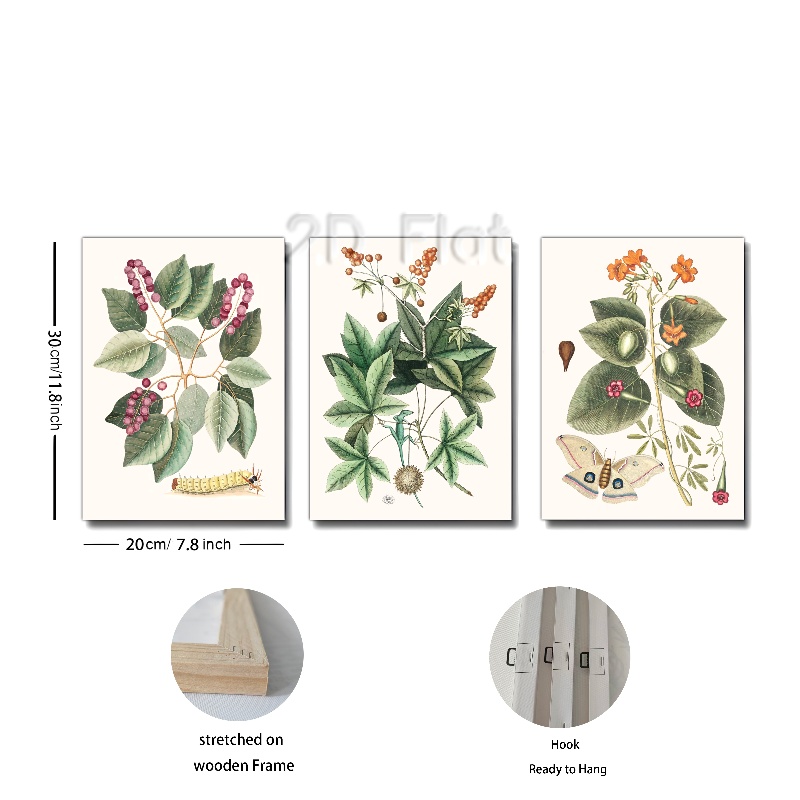 2D Flat
30cm/11.8inch
20cm/ 7.8 inch
stretched on
wooden Frame
Hook
Ready to Hang